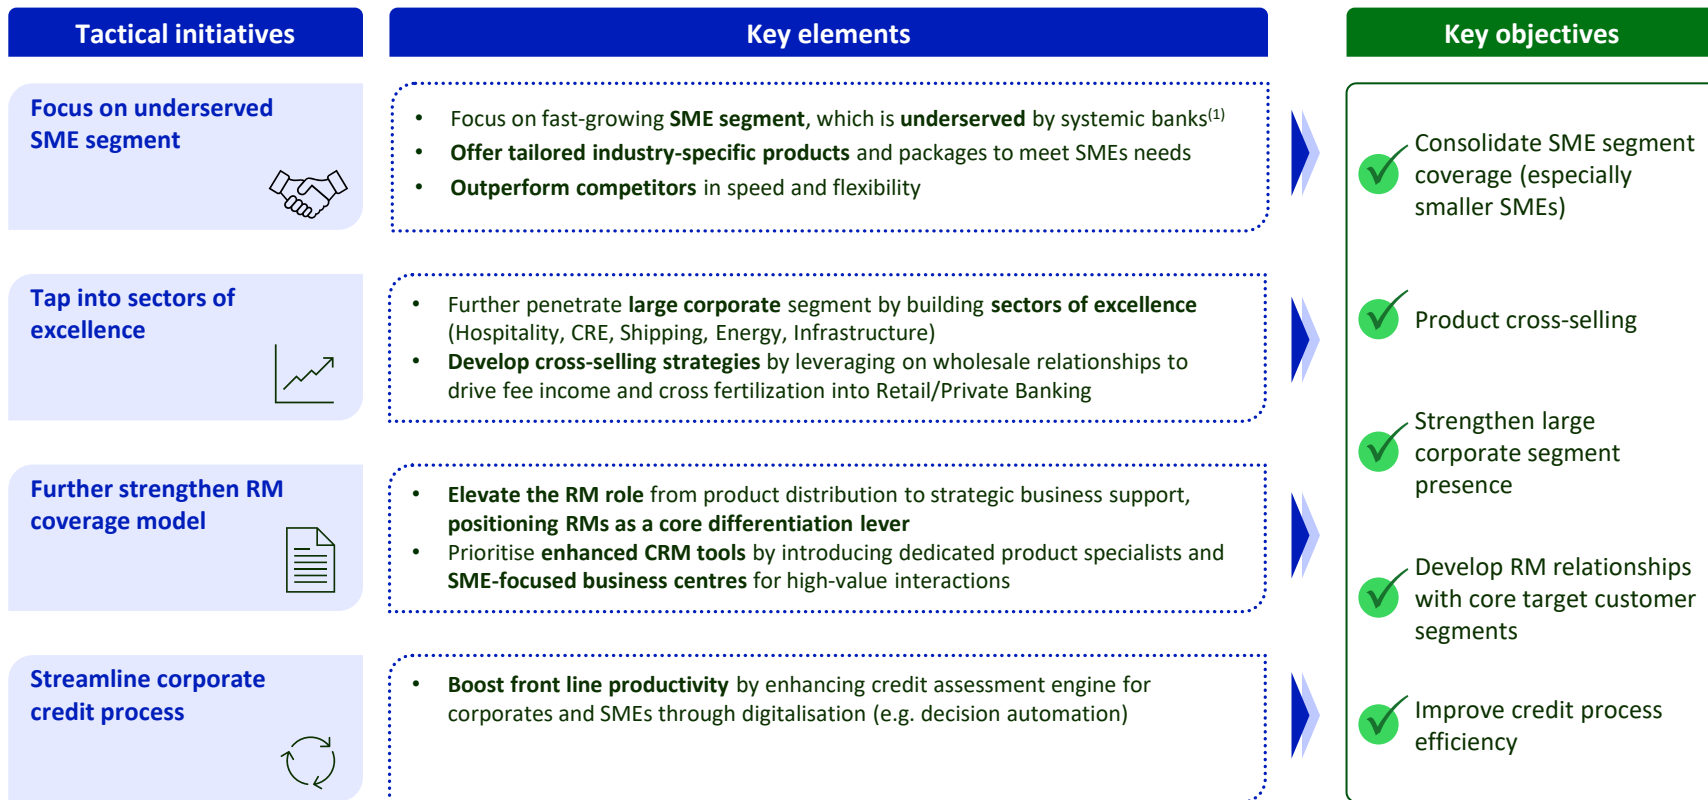 Tactical initiatives
Key elements
Key objectives
Focus on underserved
SME segment
• Focus on fast-growing SME segment, which is underserved by systemic banks(1)
• Offer tailored industry-specific products and packages to meet SMEs needs
• Outperform competitors in speed and flexibility
Tap into sectors of
excellence
• Further penetrate large corporate segment by building sectors of excellence
(Hospitality, CRE, Shipping, Energy, Infrastructure)
• Develop cross-selling strategies by leveraging on wholesale relationships to
drive fee income and cross fertilization into Retail/Private Banking
Further strengthen RM
coverage model
• Elevate the RM role from product distribution to strategic business support,
positioning RMs as a core differentiation lever
• Prioritise enhanced CRM tools by introducing dedicated product specialists and
SME-focused business centres for high-value interactions
Streamline corporate
credit process
• Boost front line productivity by enhancing credit assessment engine for
corporates and SMEs through digitalisation (e.g. decision automation)
Consolidate SME segment
coverage (especially
smaller SMEs)
Product cross-selling
Strengthen large
corporate segment
presence
Develop RM relationships
with core target customer
segments
Improve credit process
efficiency